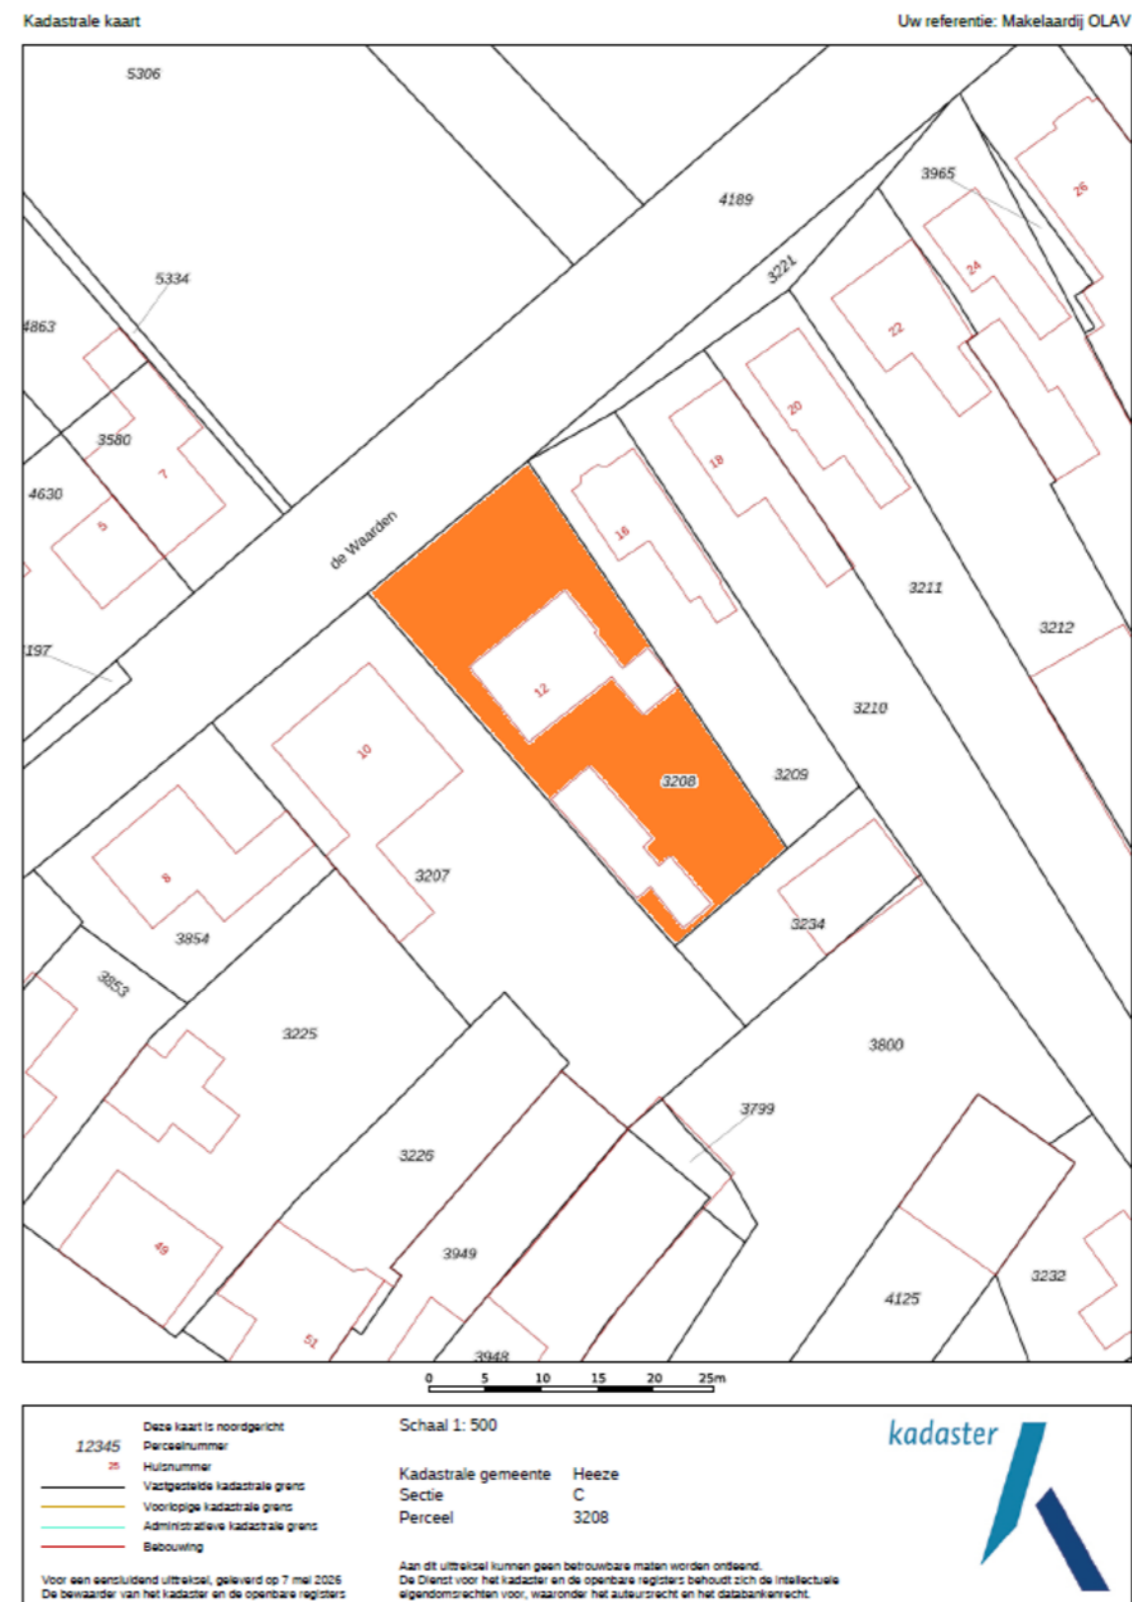 Kadastrale kaart
Uw referentie: Makelaardij OLAV
5306
4189
3965
26
5334
3221
24
4863
22
3580
7
20
4630
5
18
de Waarden
16
3211
3212
197
12
3210
10
3208
3209
8
3207
3234
3854
3853
3225
3800
3799
3226
49
3949
3232
4125
51
3948
0 5 10 15 20 25m
Deze kaart is noordgericht
12345 Perceelnummer
25 Huisnummer
Vastgestelde kadastrale grens
Voorlopige kadastrale grens
Administratieve kadastrale grens
Bebouwing
Voor een eensluidend uittreksel, geleverd op 7 mei 2026
De bewaarder van het kadaster en de openbare registers
Schaal 1: 500
Kadastrale gemeente Heeze
Sectie C
Perceel 3208
Aan dit uittreksel kunnen geen betrouwbare maten worden ontleend.
De Dienst voor het kadaster en de openbare registers behoudt zich de intellectuele
eigendomsrechten voor, waaronder het auteursrecht en het databankenrecht.
kadaster